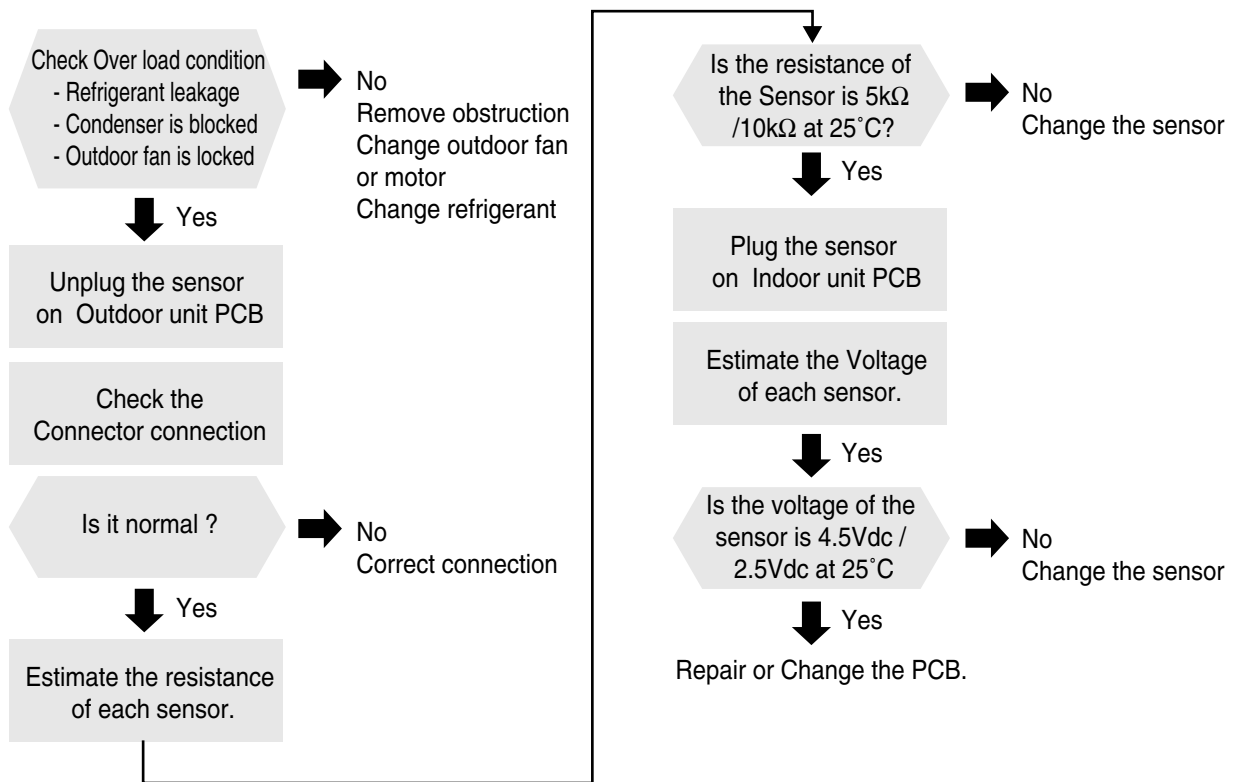 Check Over load condition
- Refrigerant leakage
- Condenser is blocked
- Outdoor fan is locked
No
Remove obstruction
Change outdoor fan
or motor
Change refrigerant
Yes
Unplug the sensor
on Outdoor unit PCB
Check the
Connector connection
Is it normal ?
No
Correct connection
Yes
Estimate the resistance
of each sensor.
Is the resistance of
the Sensor is 5kΩ
/10kΩ at 25˚C?
No
Change the sensor
Yes
Plug the sensor
on Indoor unit PCB
Estimate the Voltage
of each sensor.
Yes
Is the voltage of the
sensor is 4.5Vdc /
2.5Vdc at 25˚C
No
Change the sensor
Yes
Repair or Change the PCB.